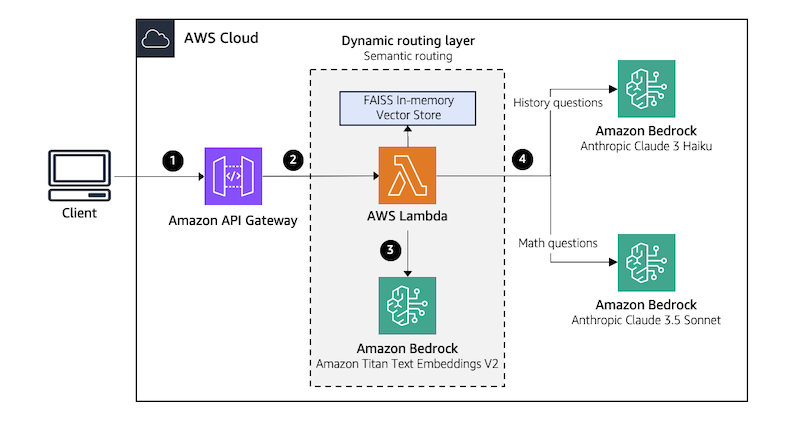 AWS Cloud
Dynamic routing layer
Semantic routing
FAISS In-memory
Vector Store
History questions
Amazon Bedrock
Anthropic Claude 3 Haiku
1
2
4
Client
Amazon API Gateway
AWS Lambda
3
Math questions
Amazon Bedrock
Anthropic Claude 3.5 Sonnet
Amazon Bedrock
Amazon Titan Text Embeddings V2